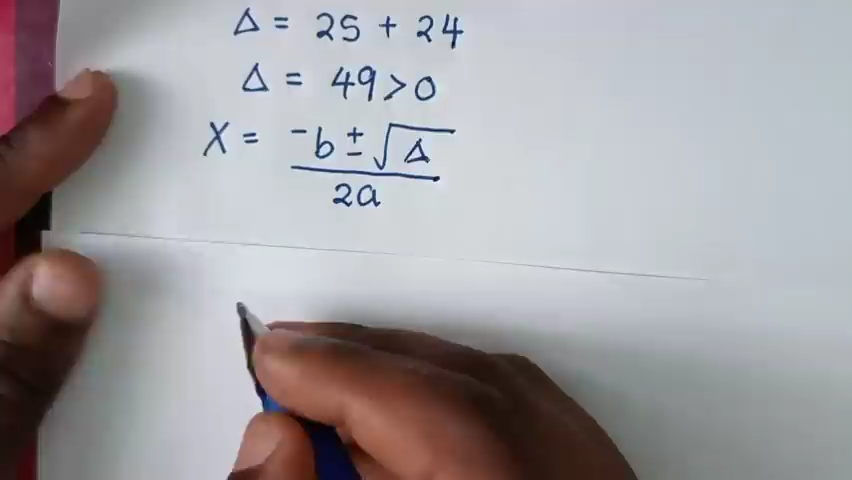 Δ = 25 + 24
Δ = 49 > 0
X = -b ± √Δ
2a